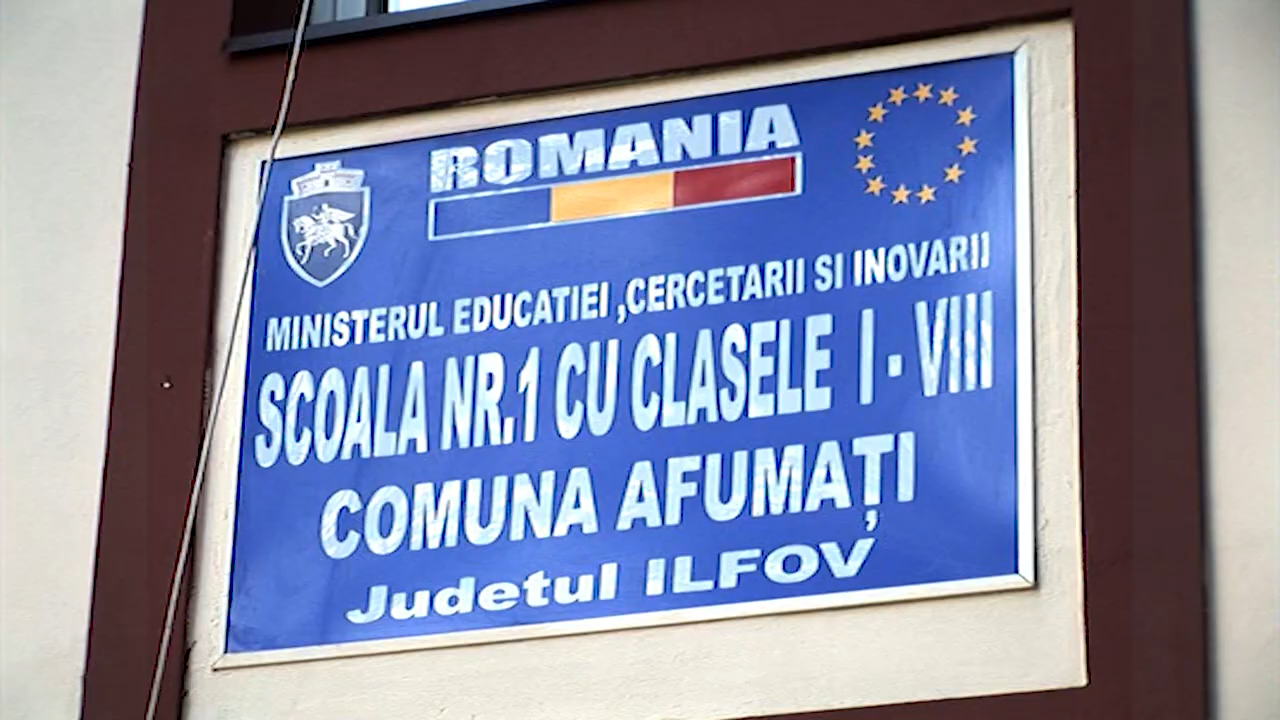 ROMANIA
MINISTERUL EDUCATIEI ,CERCETARII SI INOVARII
SCOALA NR.1 CU CLASELE I - VIII
COMUNA AFUMAȚI
Judetul ILFOV